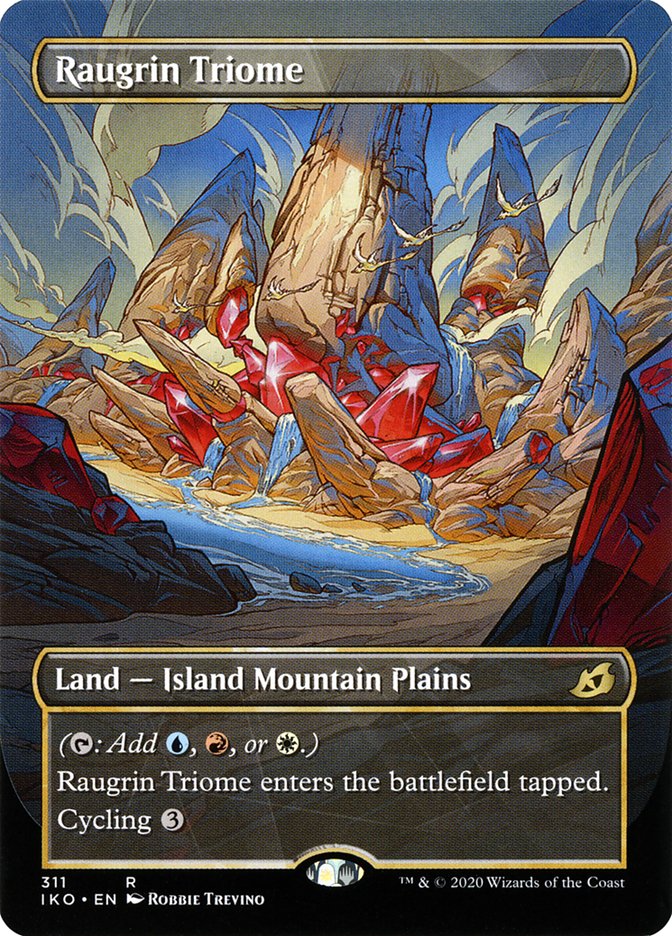 Raugrin Triome
Land — Island Mountain Plains
(: Add , , or .)
Raugrin Triome enters the battlefield tapped.
Cycling 3
311 R
IKO • EN Robbie Trevino
™ & © 2020 Wizards of the Coast